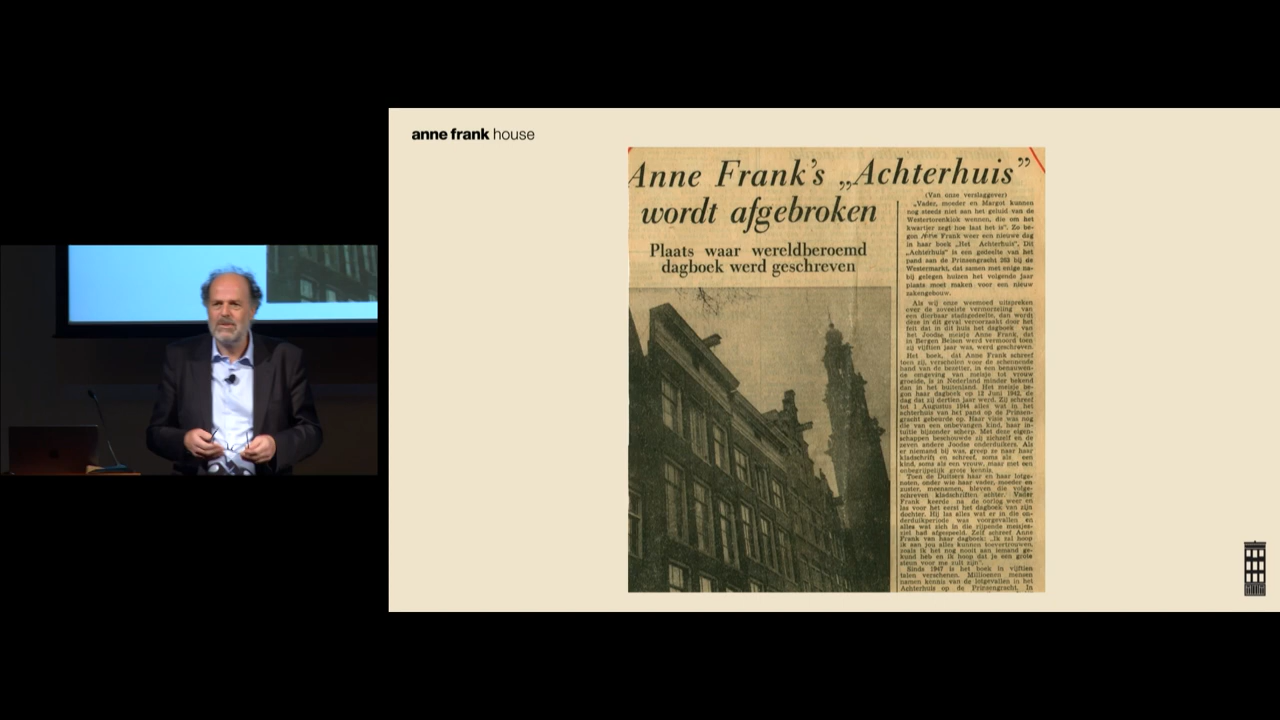 anne frank house
Anne Frank's „Achterhuis”
wordt afgebroken
Plaats waar wereldberoemd
dagboek werd geschreven
(Van onze verslaggever)
„Vader, moeder en Margot kunnen
nog steeds niet aan het geluid van de
Westertorenklok wennen, die om het
kwartier zegt hoe laat het is". Zo be-
gon Anne Frank weer een nieuwe dag
in haar boek „Het Achterhuis". Dit
„Achterhuis" is een gedeelte van het
pand aan de Prinsengracht 263 bij de
Westermarkt, dat samen met enige na-
bij gelegen huizen het volgende jaar
plaats moet maken voor een nieuw
zakengebouw.
Als wij onze weemoed uitspreken
over de zoveelste vermorzeling van
een dierbaar stadsgedeelte, dan wordt
deze in dit geval veroorzaakt door het
feit dat in dit huis het dagboek van
het Joodse meisje Anne Frank, dat
in Bergen Belsen werd vermoord toen
zij vijftien jaar was, werd geschreven.
Het boek, dat Anne Frank schreef
toen zij, verscholen voor de schennende
hand van de bezetter, in een benauwen-
de omgeving van meisje tot vrouw
groeide, is in Nederland minder bekend
dan in het buitenland. Het meisje be-
gon haar dagboek op 12 Juni 1942, de
dag dat zij dertien jaar werd. Zij schreef
tot 1 Augustus 1944 alles wat in het
achterhuis van het pand op de Prinsen-
gracht gebeurde op. Haar visie was nog
die van een onbevangen kind, haar in-
tuïtie bijzonder scherp. Met deze eigen-
schappen beschouwde zij zichzelf en de
zeven andere Joodse onderduikers. Als
er niemand bij was, greep ze naar haar
kladschrift en schreef, soms als een
kind, soms als een vrouw, maar met een
onbegrijpelijk grote kennis.
Toen de Duitsers haar en haar lotge-
noten, onder wie haar vader, moeder en
zuster, meenamen, bleven die volge-
schreven kladschriften achter. Vader
Frank keerde na de oorlog weer en
las voor het eerst het dagboek van zijn
dochter. Hij las alles wat er in die on-
derduikperiode was voorgevallen en
alles wat zich in die rijpende meisjes-
ziel had afgespeeld. Zelf schreef Anne
Frank van haar dagboek: „Ik zal hoop
ik aan jou alles kunnen toevertrouwen,
zoals ik het nog nooit aan iemand ge-
kund heb en ik hoop dat je een grote
steun voor me zult zijn".
Sinds 1947 is het boek in vijftien
talen verschenen. Millioenen mensen
namen kennis van de lotgevallen in het
Achterhuis op de Prinsengracht. In